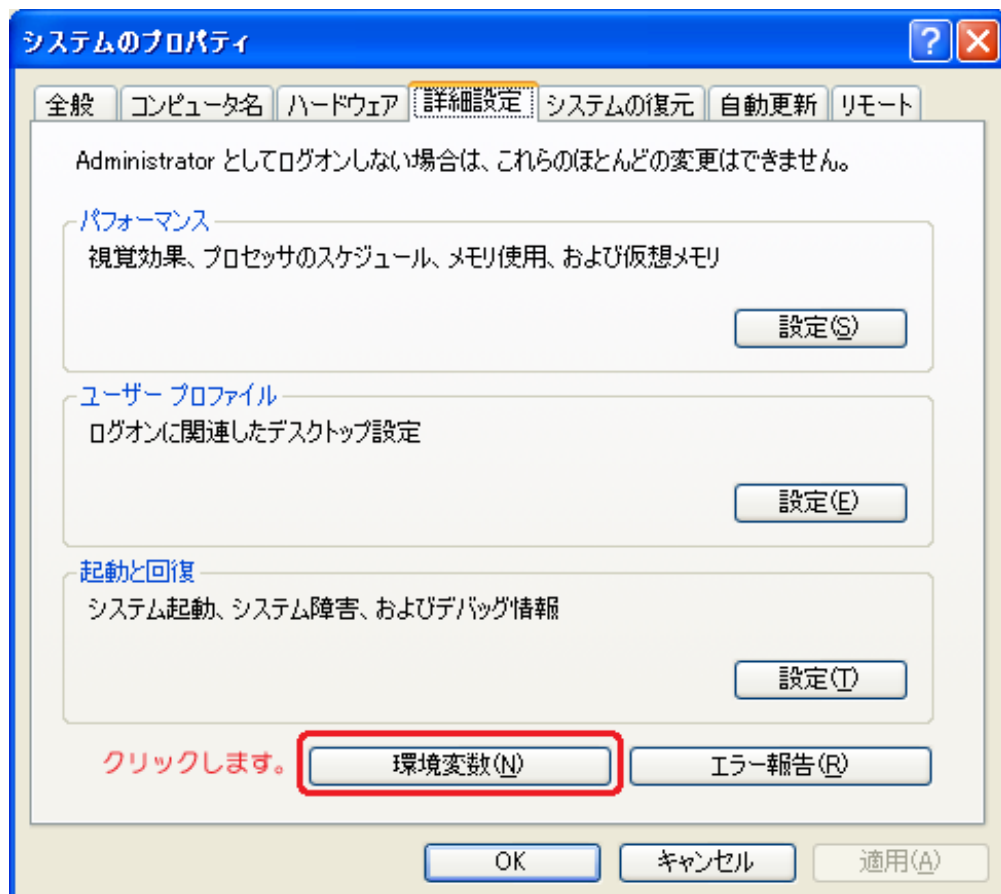 システムのプロパティ
全般 コンピュータ名 ハードウェア 詳細設定 システムの復元 自動更新 リモート
Administrator としてログオンしない場合は、これらのほとんどの変更はできません。
パフォーマンス
視覚効果、プロセッサのスケジュール、メモリ使用、および仮想メモリ
設定(S)
ユーザー プロファイル
ログオンに関連したデスクトップ設定
設定(E)
起動と回復
システム起動、システム障害、およびデバッグ情報
設定(T)
クリックします。 環境変数(N) エラー報告(R)
OK キャンセル 適用(A)